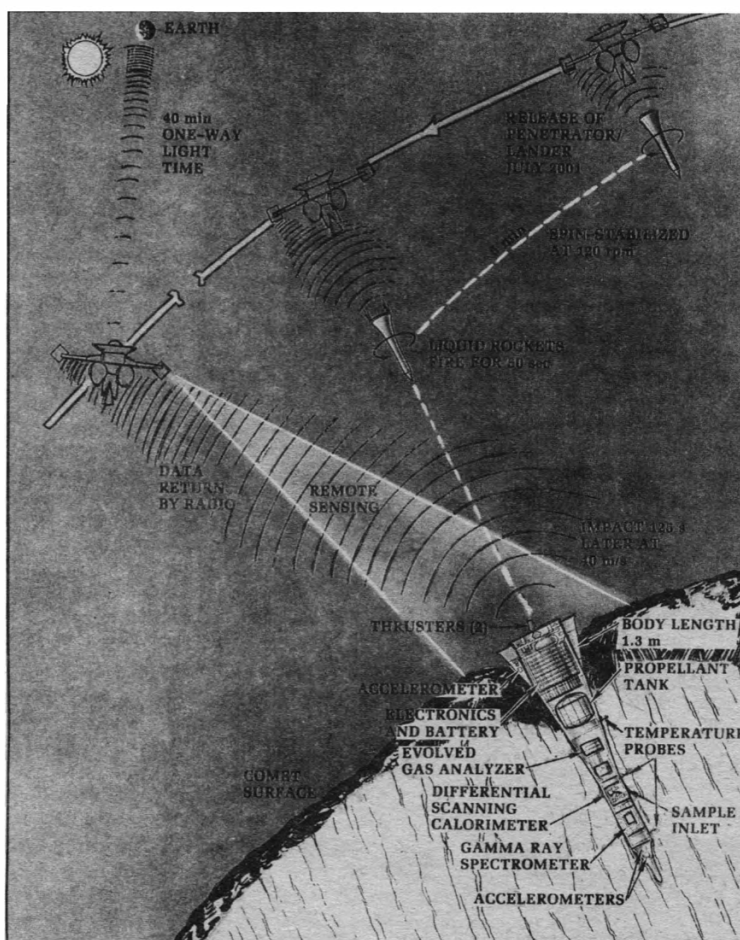 EARTH
40 min
ONE-WAY
LIGHT
TIME
RELEASE OF
PENETRATOR/
LANDER
JULY 2001
min
SPIN-STABILIZED
AT 120 rpm
LIQUID ROCKETS
FIRE FOR sec
DATA
RETURN
BY RADIO
REMOTE
SENSING
IMPACT 125 s
LATER AT
m/s
THRUSTERS (2)
BODY LENGTH
1.3 m
PROPELLANT
TANK
ACCELEROMETER
ELECTRONICS
AND BATTERY
TEMPERATURE
PROBES
EVOLVED
GAS ANALYZER
COMET
SURFACE
DIFFERENTIAL
SCANNING
CALORIMETER
SAMPLE
INLET
GAMMA RAY
SPECTROMETER
ACCELEROMETERS